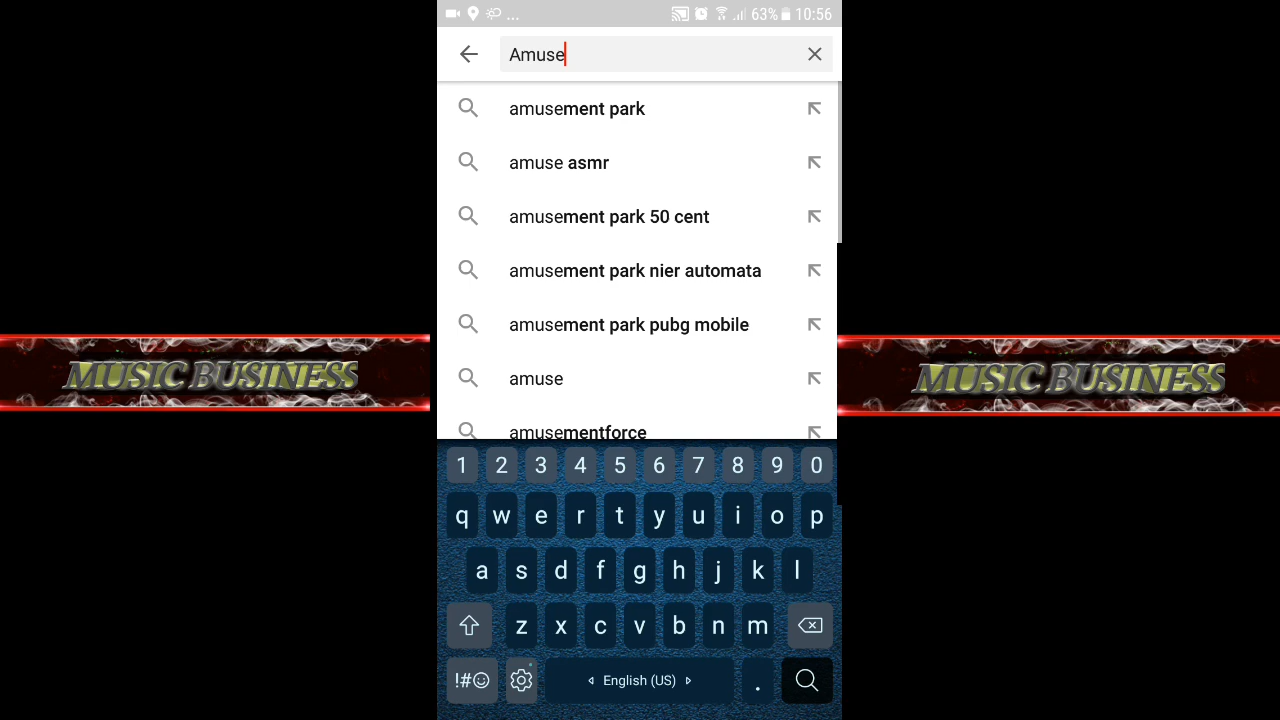 ... 63% 10:56
Amuse
amusement park
amuse asmr
amusement park 50 cent
amusement park nier automata
amusement park pubg mobile
amuse
amusementforce
MUSIC BUSINESS
MUSIC BUSINESS
1 2 3 4 5 6 7 8 9 0
q w e r t y u i o p
a s d f g h j k l
z x c v b n m
!#☺ English (US) .